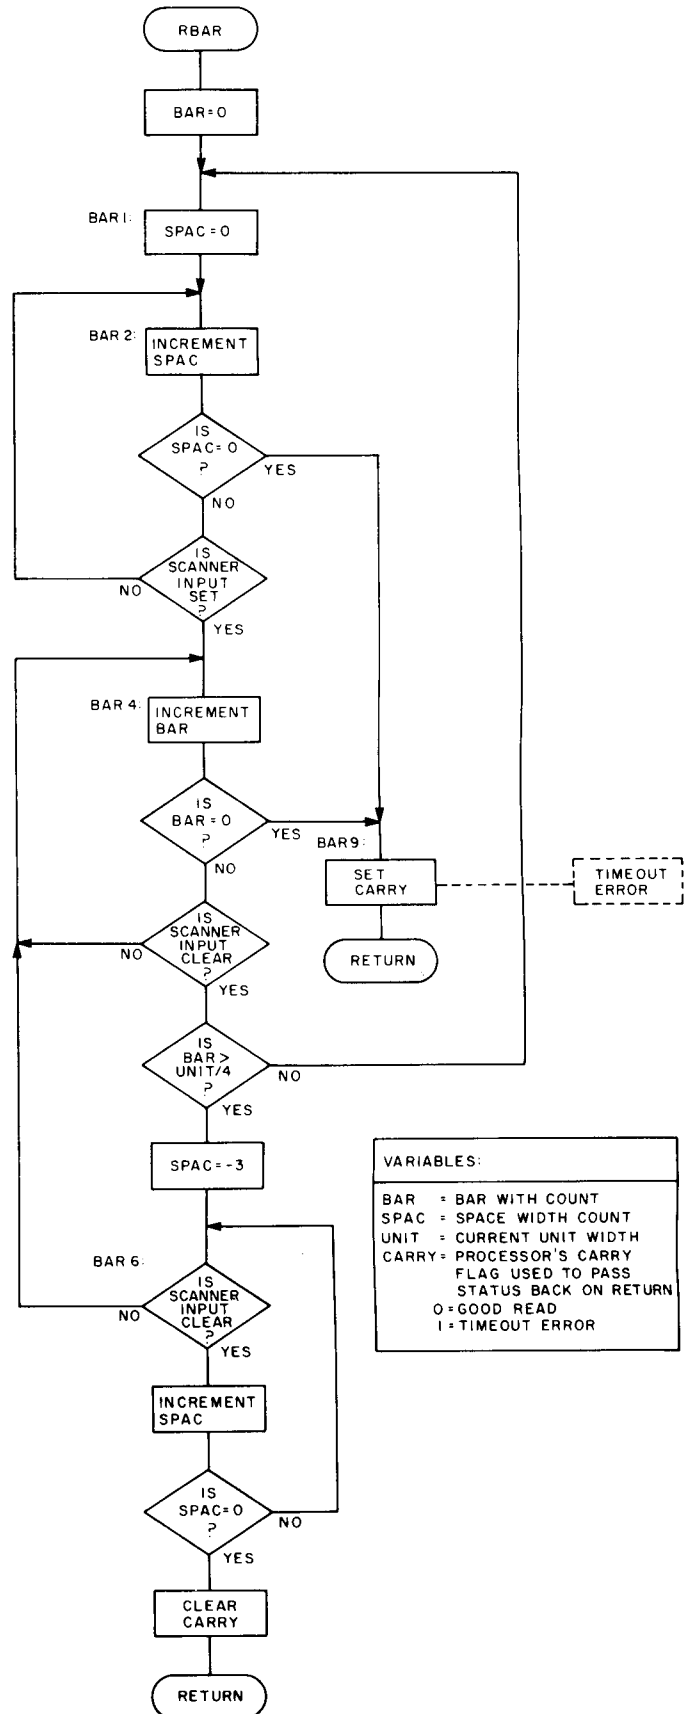 RBAR
BAR=0
BAR 1:
SPAC=0
BAR 2:
INCREMENT
SPAC
IS
SPAC=0
?
YES
NO
IS
SCANNER
INPUT
SET
?
NO
YES
BAR 4:
INCREMENT
BAR
IS
BAR=0
?
YES
NO
BAR9:
SET
CARRY
TIMEOUT
ERROR
RETURN
IS
SCANNER
INPUT
CLEAR
?
NO
YES
IS
BAR >
UNIT/4
?
NO
YES
SPAC=-3
BAR 6:
IS
SCANNER
INPUT
CLEAR
?
NO
YES
INCREMENT
SPAC
IS
SPAC=0
?
NO
YES
CLEAR
CARRY
RETURN
VARIABLES:
BAR = BAR WITH COUNT
SPAC = SPACE WIDTH COUNT
UNIT = CURRENT UNIT WIDTH
CARRY= PROCESSOR'S CARRY
FLAG USED TO PASS
STATUS BACK ON RETURN
0=GOOD READ
1=TIMEOUT ERROR